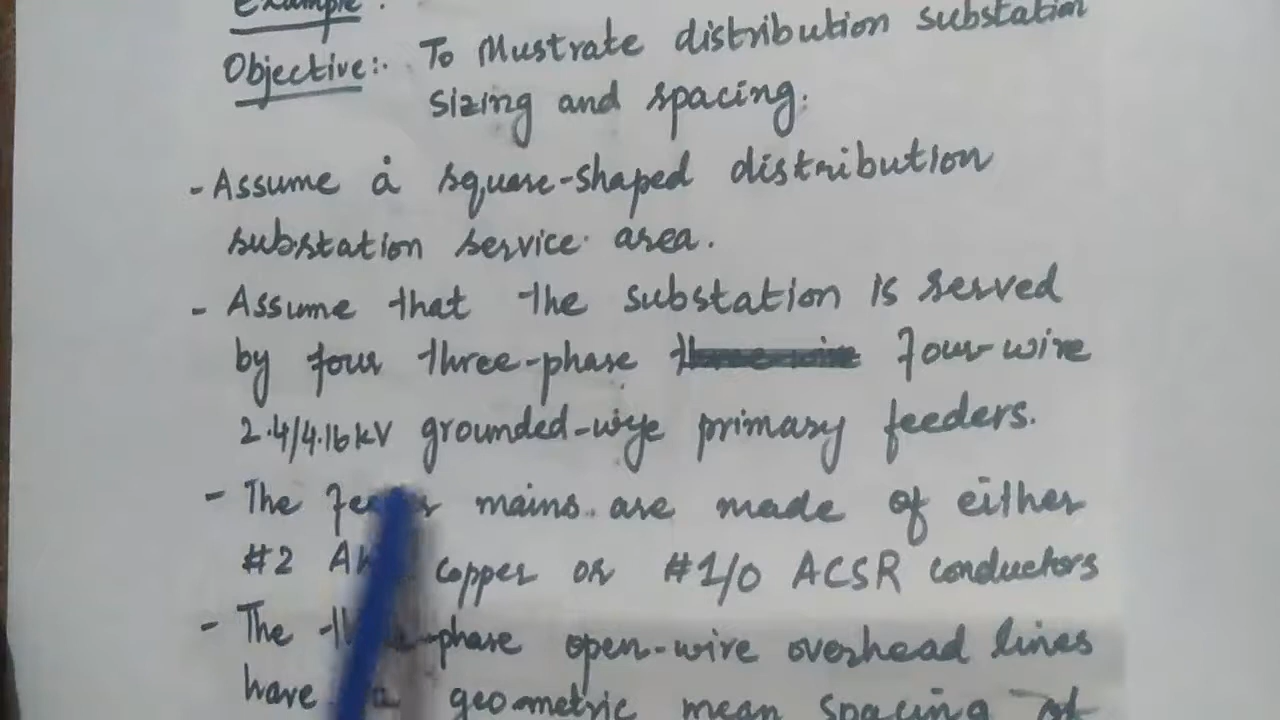 Example:
Objective:- To illustrate distribution substation
sizing and spacing.
- Assume a square-shaped distribution
substation service area.
- Assume that the substation is served
by four three-phase four-wire
2.4/4.16kV grounded-wye primary feeders.
- The mains are made of either
#2 copper or #1/0 ACSR conductors
- The -phase open-wire overhead lines
have a geometric mean spacing of